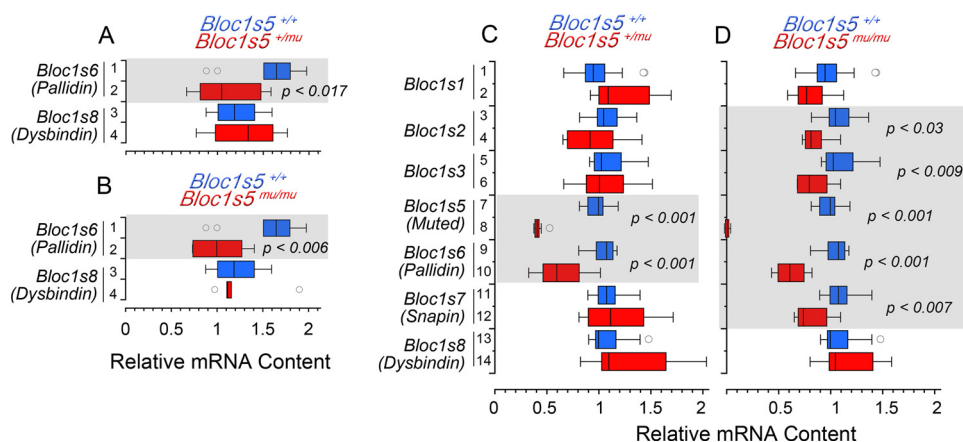 A
Bloc1s5 +/+
Bloc1s5 +/mu
Bloc1s6
(Pallidin)
1
2
p < 0.017
Bloc1s8
(Dysbindin)
3
4
B
Bloc1s5 +/+
Bloc1s5 mu/mu
Bloc1s6
(Pallidin)
1
2
p < 0.006
Bloc1s8
(Dysbindin)
3
4
0 0.5 1 1.5 2
Relative mRNA Content
C
Bloc1s5 +/+
Bloc1s5 +/mu
Bloc1s1
1
2
Bloc1s2
3
4
Bloc1s3
5
6
Bloc1s5
(Muted)
7
8
p < 0.001
Bloc1s6
(Pallidin)
9
10
p < 0.001
Bloc1s7
(Snapin)
11
12
Bloc1s8
(Dysbindin)
13
14
0 0.5 1 1.5 2
D
Bloc1s5 +/+
Bloc1s5 mu/mu
p < 0.03
p < 0.009
p < 0.001
p < 0.001
p < 0.007
0 0.5 1 1.5 2
Relative mRNA Content